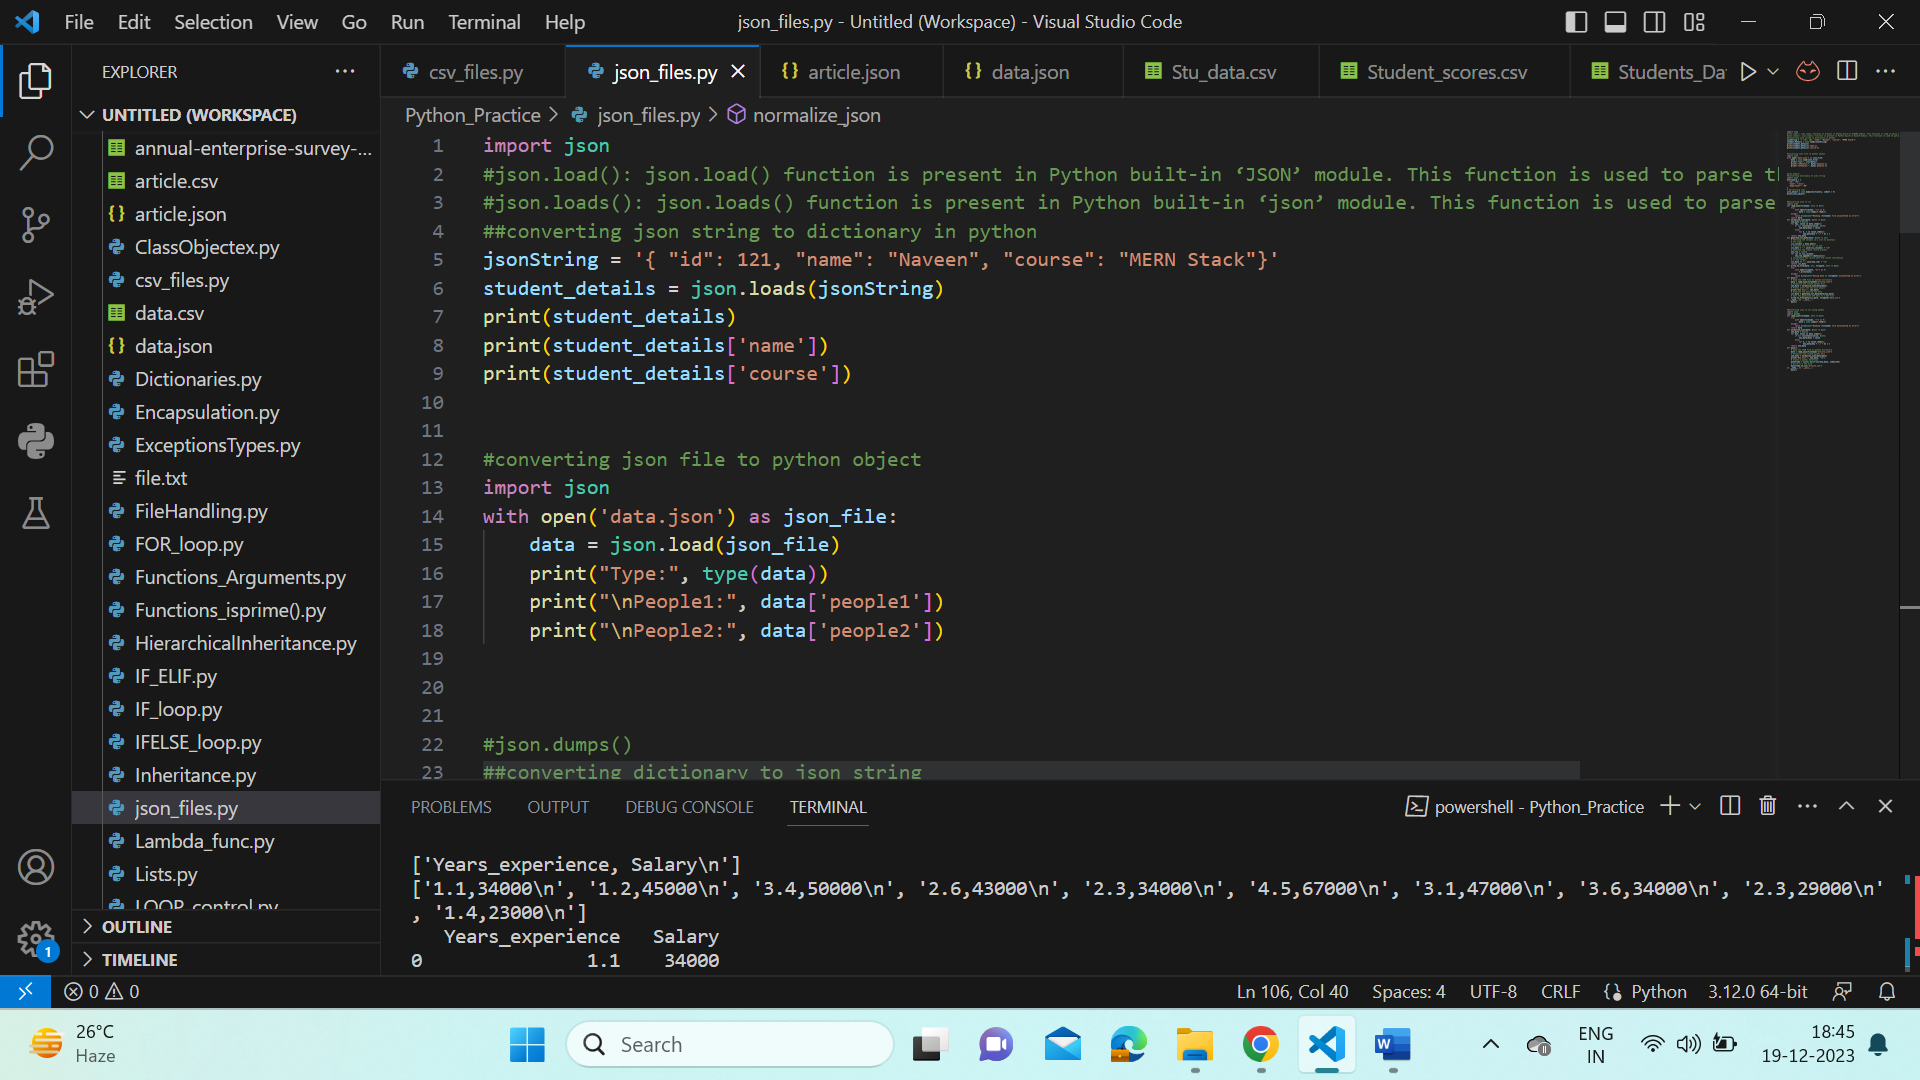 File Edit Selection View Go Run Terminal Help
json_files.py - Untitled (Workspace) - Visual Studio Code
EXPLORER
UNTITLED (WORKSPACE)
annual-enterprise-survey-...
article.csv
article.json
ClassObjectex.py
csv_files.py
data.csv
data.json
Dictionaries.py
Encapsulation.py
ExceptionsTypes.py
file.txt
FileHandling.py
FOR_loop.py
Functions_Arguments.py
Functions_isprime().py
HierarchicalInheritance.py
IF_ELIF.py
IF_loop.py
IFELSE_loop.py
Inheritance.py
json_files.py
Lambda_func.py
Lists.py
LOOP_control.py
OUTLINE
TIMELINE
csv_files.py json_files.py article.json data.json Stu_data.csv Student_scores.csv Students_Da
Python_Practice > json_files.py > normalize_json
1 import json
2 #json.load(): json.load() function is present in Python built-in ‘JSON’ module. This function is used to parse t
3 #json.loads(): json.loads() function is present in Python built-in ‘json’ module. This function is used to parse
4 ##converting json string to dictionary in python
5 jsonString = '{ "id": 121, "name": "Naveen", "course": "MERN Stack"}'
6 student_details = json.loads(jsonString)
7 print(student_details)
8 print(student_details['name'])
9 print(student_details['course'])
10
11
12 #converting json file to python object
13 import json
14 with open('data.json') as json_file:
15     data = json.load(json_file)
16     print("Type:", type(data))
17     print("\nPeople1:", data['people1'])
18     print("\nPeople2:", data['people2'])
19
20
21
22 #json.dumps()
23 ##converting dictionary to json string
PROBLEMS OUTPUT DEBUG CONSOLE TERMINAL
powershell - Python_Practice
['Years_experience, Salary\n']
['1.1,34000\n', '1.2,45000\n', '3.4,50000\n', '2.6,43000\n', '2.3,34000\n', '4.5,67000\n', '3.1,47000\n', '3.6,34000\n', '2.3,29000\n'
, '1.4,23000\n']
Years_experience Salary
0 1.1 34000
1
0 0
Ln 106, Col 40 Spaces: 4 UTF-8 CRLF Python 3.12.0 64-bit
26°C
Haze
Search
ENG
IN
18:45
19-12-2023